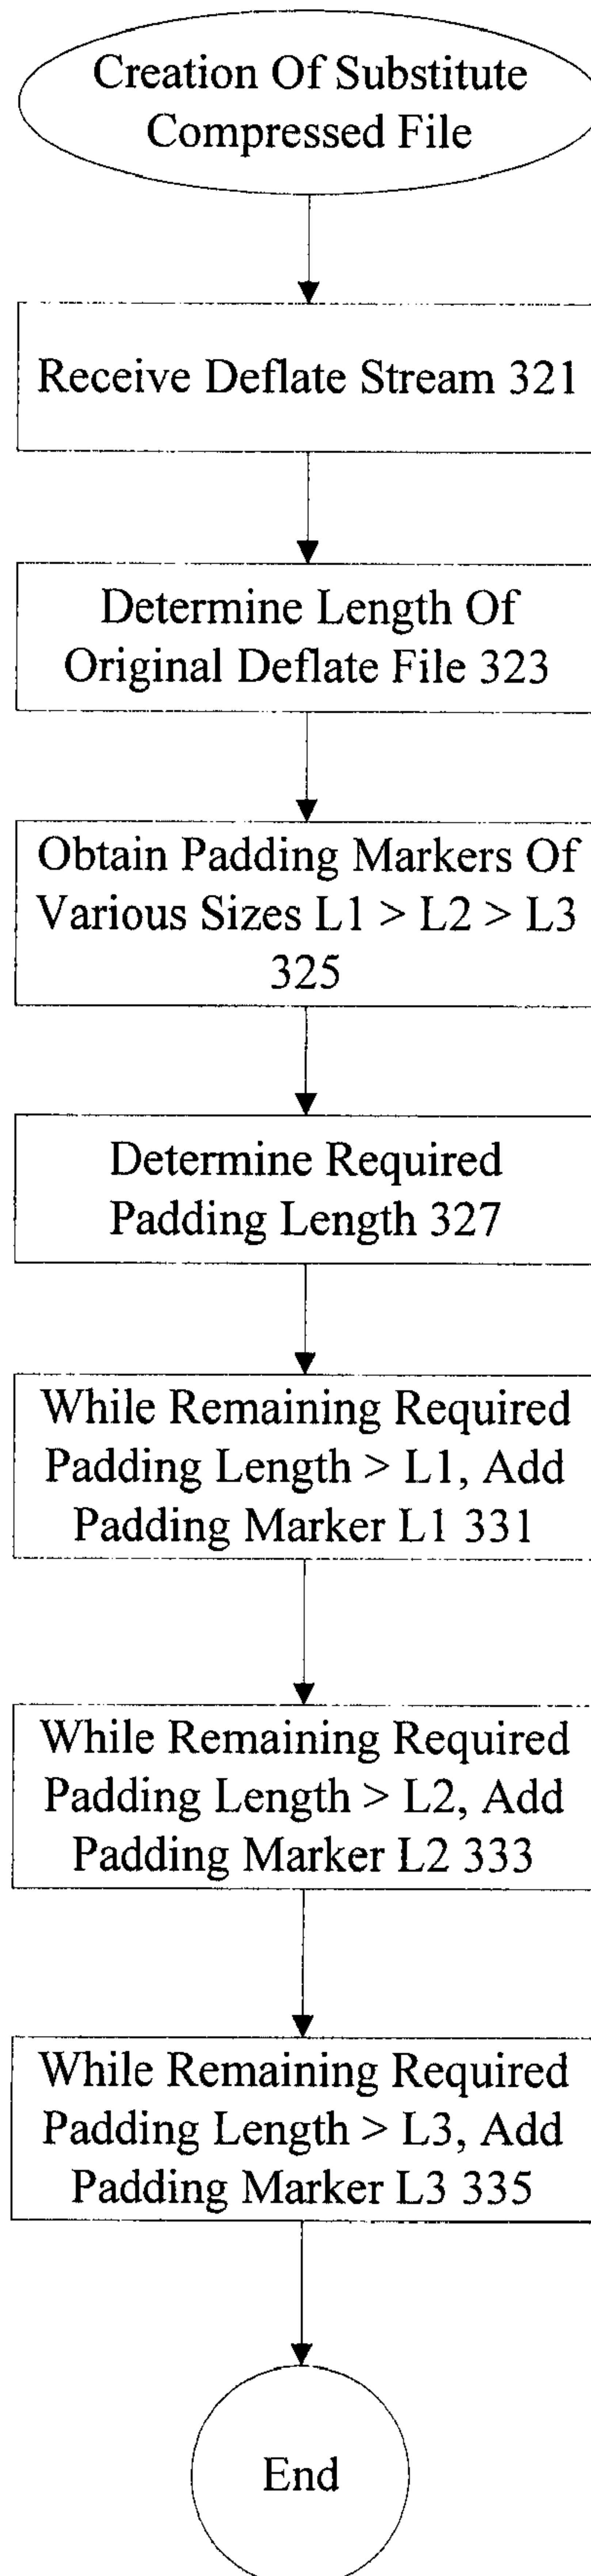 Creation Of Substitute
Compressed File
Receive Deflate Stream 321
Determine Length Of
Original Deflate File 323
Obtain Padding Markers Of
Various Sizes L1 > L2 > L3
325
Determine Required
Padding Length 327
While Remaining Required
Padding Length > L1, Add
Padding Marker L1 331
While Remaining Required
Padding Length > L2, Add
Padding Marker L2 333
While Remaining Required
Padding Length > L3, Add
Padding Marker L3 335
End